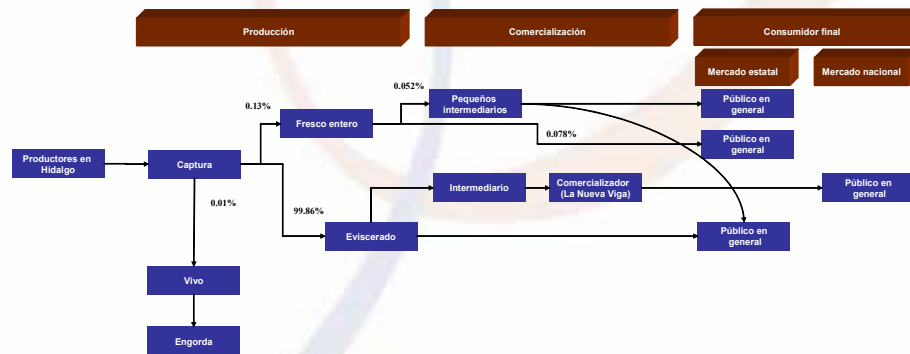 Producción
Comercialización
Consumidor final
Mercado estatal
Mercado nacional
0.052%
Pequeños
intermediarios
Público en
general
0.13%
Fresco entero
0.078%
Público en
general
Productores en
Hidalgo
Captura
Intermediario
Comercializador
(La Nueva Viga)
Público en
general
0.01%
99.86%
Eviscerado
Público en
general
Vivo
Engorda